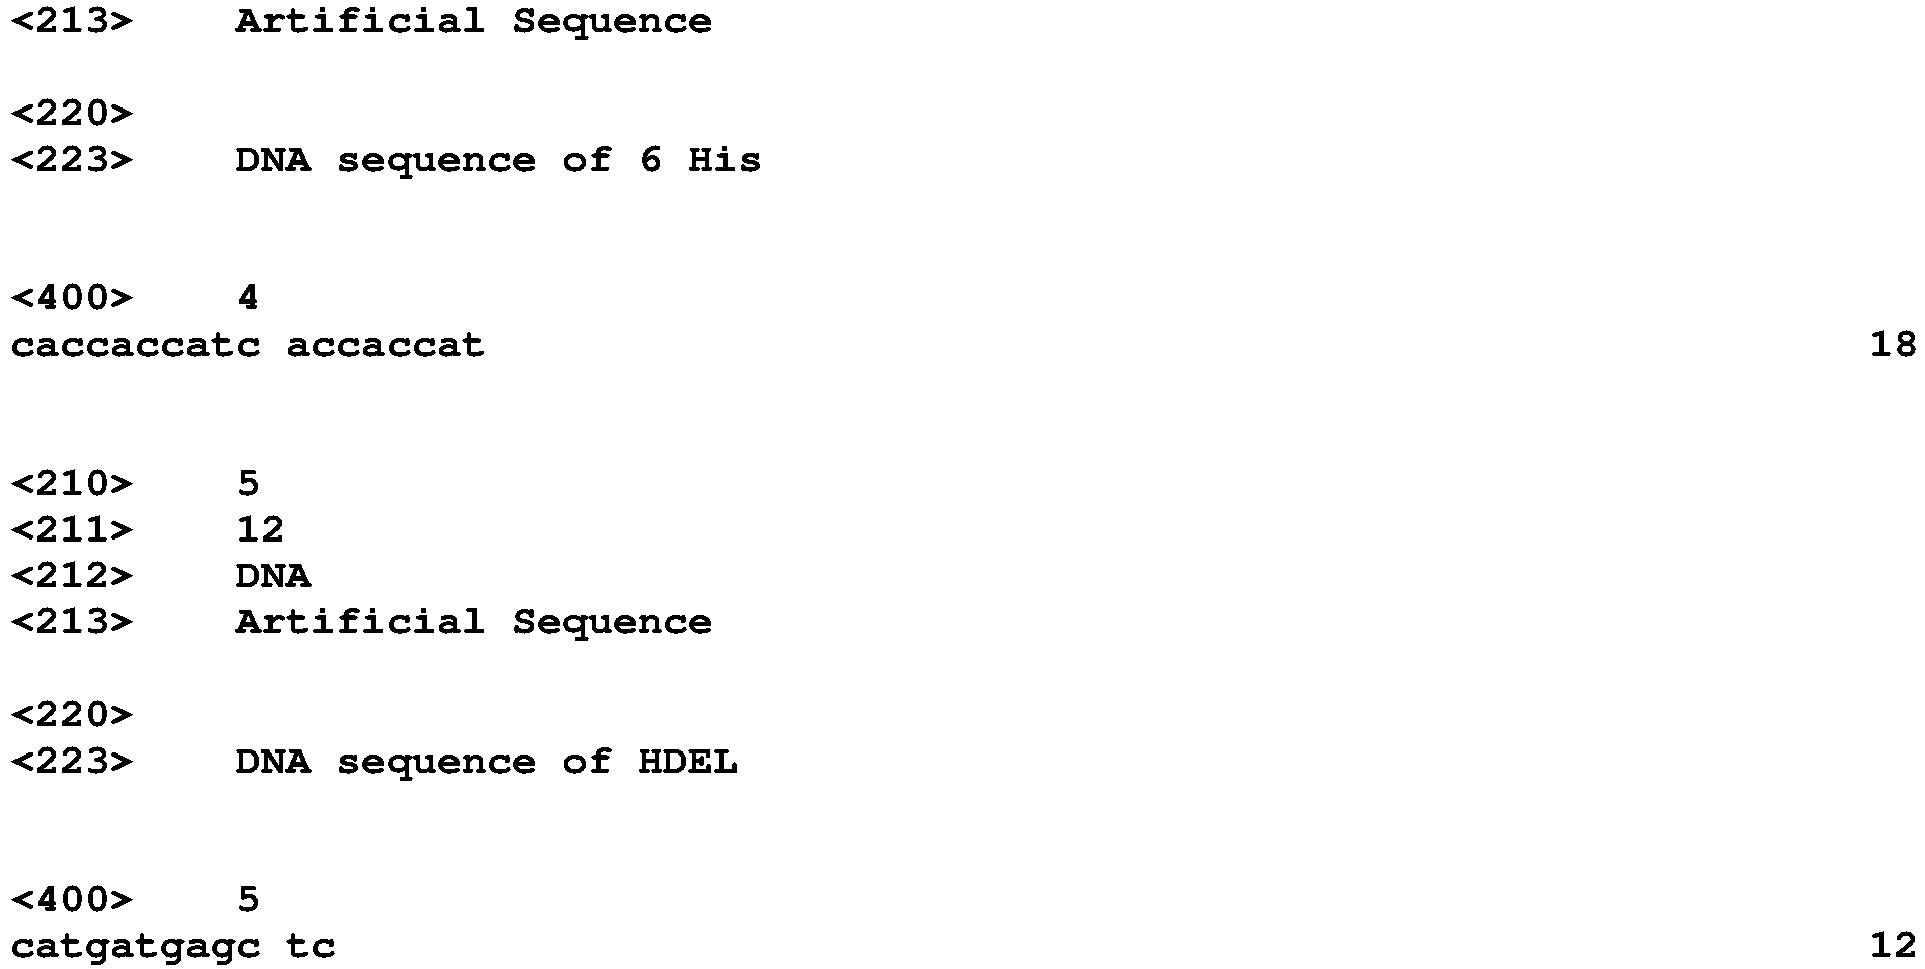 <213> Artificial Sequence
<220>
<223> DNA sequence of 6 His
<400> 4
caccaccatc accaccat 18
<210> 5
<211> 12
<212> DNA
<213> Artificial Sequence
<220>
<223> DNA sequence of HDEL
<400> 5
catgatgagc tc 12